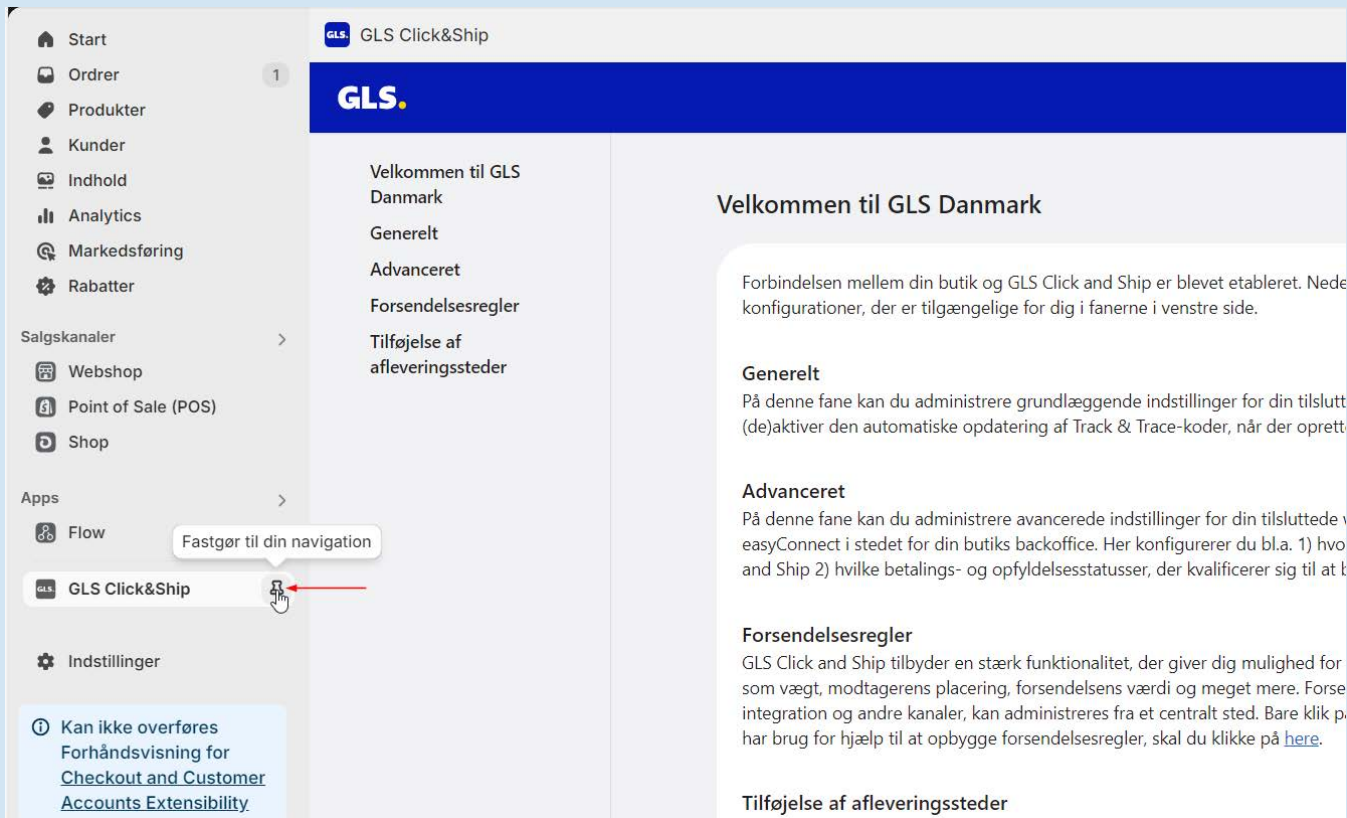 Start
Ordrer
1
Produkter
Kunder
Indhold
Analytics
Markedsføring
Rabatter
Salgskanaler
Webshop
Point of Sale (POS)
Shop
Apps
Flow
Fastgør til din navigation
GLS.
GLS Click&Ship
Indstillinger
Kan ikke overføres
Forhåndsvisning for
Checkout and Customer
Accounts Extensibility
GLS.
GLS Click&Ship
GLS.
Velkommen til GLS
Danmark
Generelt
Advanceret
Forsendelsesregler
Tilføjelse af
afleveringssteder
Velkommen til GLS Danmark
Forbindelsen mellem din butik og GLS Click and Ship er blevet etableret. Nede
konfigurationer, der er tilgængelige for dig i fanerne i venstre side.
Generelt
På denne fane kan du administrere grundlæggende indstillinger for din tilslutt
(de)aktiver den automatiske opdatering af Track & Trace-koder, når der oprett
Advanceret
På denne fane kan du administrere avancerede indstillinger for din tilsluttede
easyConnect i stedet for din butiks backoffice. Her konfigurerer du bl.a. 1) hvo
and Ship 2) hvilke betalings- og opfyldelsesstatusser, der kvalificerer sig til at
Forsendelsesregler
GLS Click and Ship tilbyder en stærk funktionalitet, der giver dig mulighed for
som vægt, modtagerens placering, forsendelsens værdi og meget mere. Forse
integration og andre kanaler, kan administreres fra et centralt sted. Bare klik p
har brug for hjælp til at opbygge forsendelsesregler, skal du klikke på here.
Tilføjelse af afleveringssteder